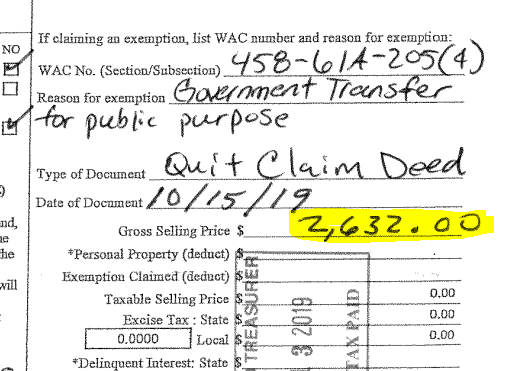 If claiming an exemption, list WAC number and reason for exemption:
NO
WAC No. (Section/Subsection) 458-61A-205(4)
Reason for exemption Government Transfer
for public purpose
Type of Document Quit Claim Deed
Date of Document 10/15/19
Gross Selling Price $ 2,632.00
*Personal Property (deduct) $
Exemption Claimed (deduct) $
Taxable Selling Price $ 0.00
Excise Tax : State $ 0.00
0.0000 Local $ 0.00
*Delinquent Interest: State $
nd,
he
will
TREASURER
3 2019
TAX PAID